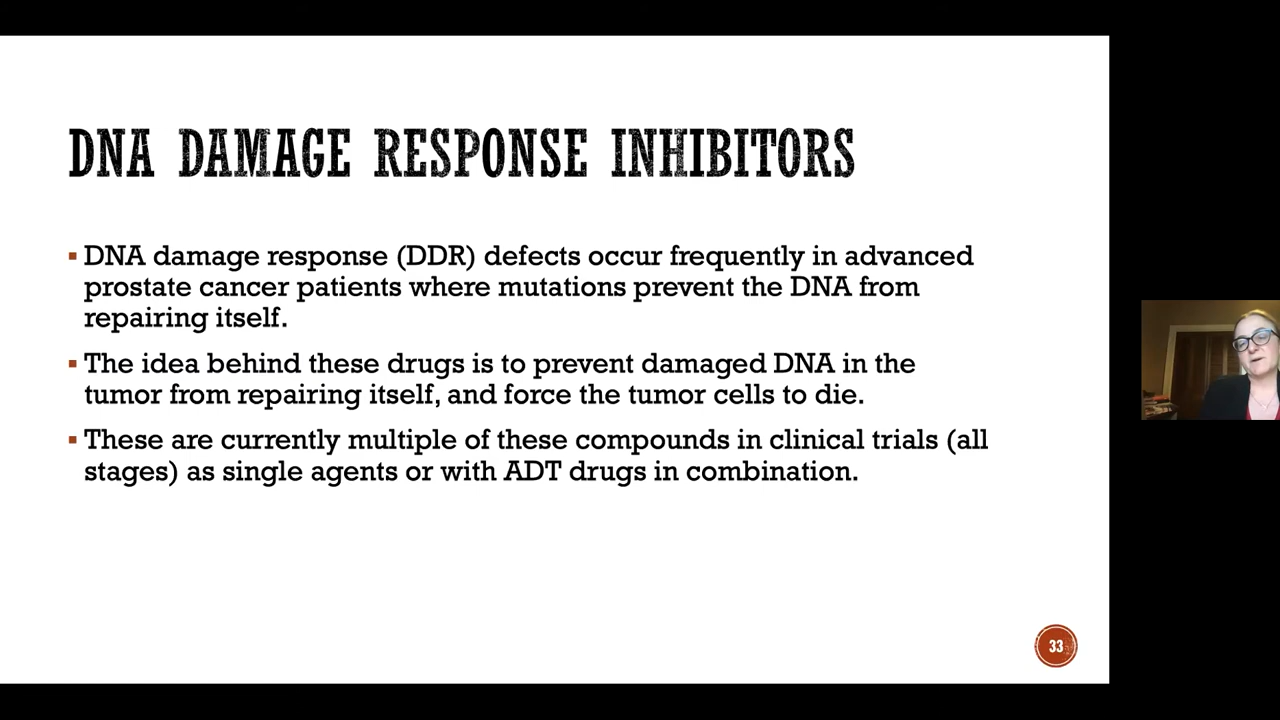 DNA DAMAGE RESPONSE INHIBITORS
▪ DNA damage response (DDR) defects occur frequently in advanced
prostate cancer patients where mutations prevent the DNA from
repairing itself.
▪ The idea behind these drugs is to prevent damaged DNA in the
tumor from repairing itself, and force the tumor cells to die.
▪ These are currently multiple of these compounds in clinical trials (all
stages) as single agents or with ADT drugs in combination.
33